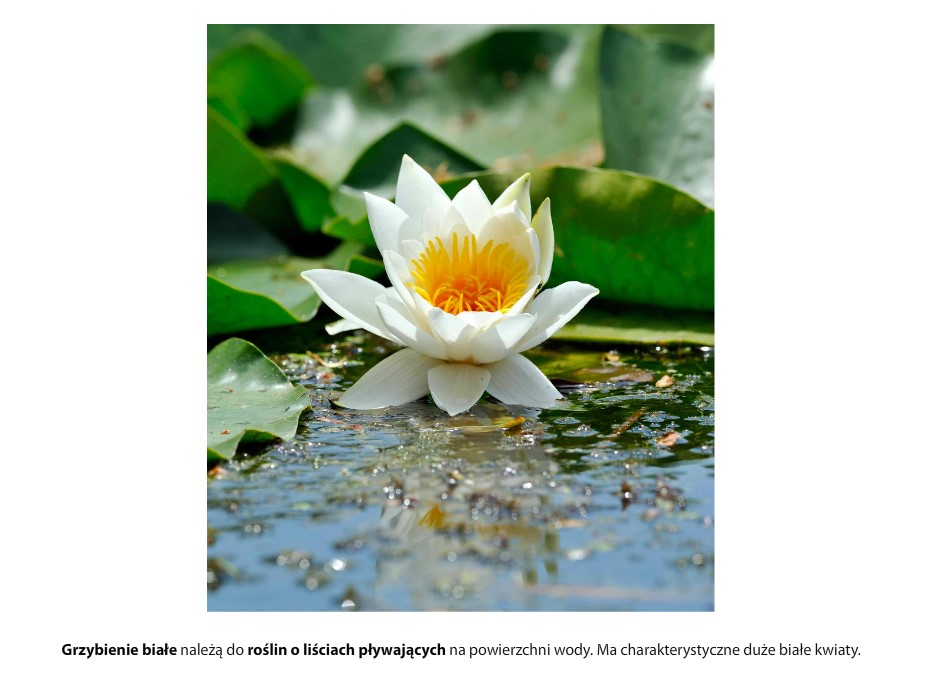 Grzybienie białe należą do roślin o liściach pływających na powierzchni wody. Ma charakterystyczne duże białe kwiaty.